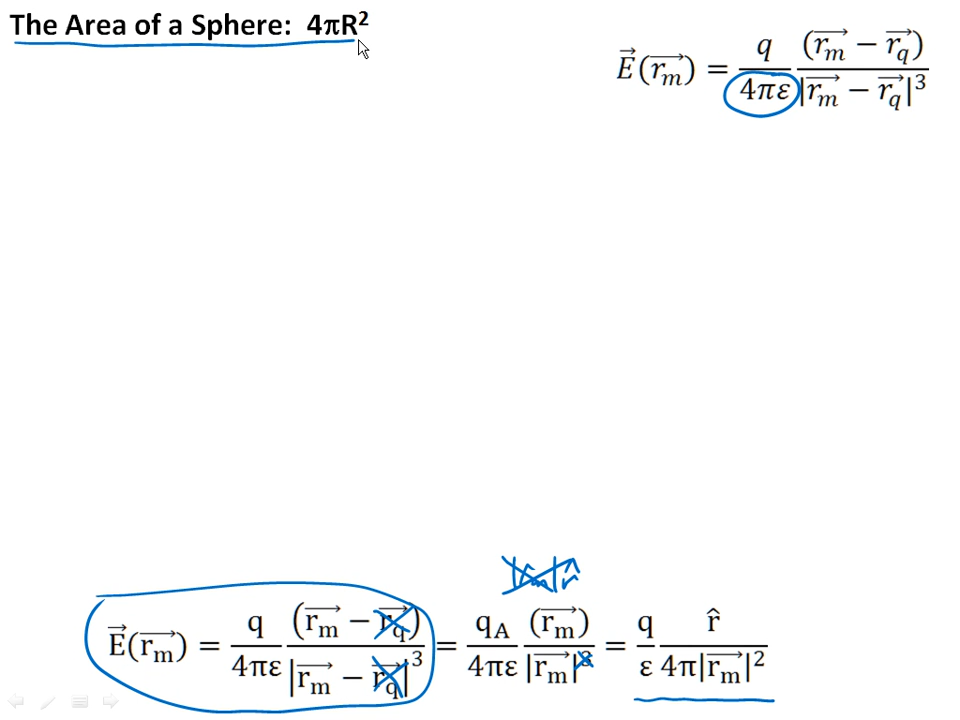 The Area of a Sphere: 4πR²
E⃗(r⃗m) = q/4πε (r⃗m − r⃗q)/|r⃗m − r⃗q|³
|r⃗m| r̂
E⃗(r⃗m) = q/4πε (r⃗m − r⃗q)/|r⃗m − r⃗q|³ = qA/4πε (r⃗m)/|r⃗m|³ = q/ε r̂/4π|r⃗m|²